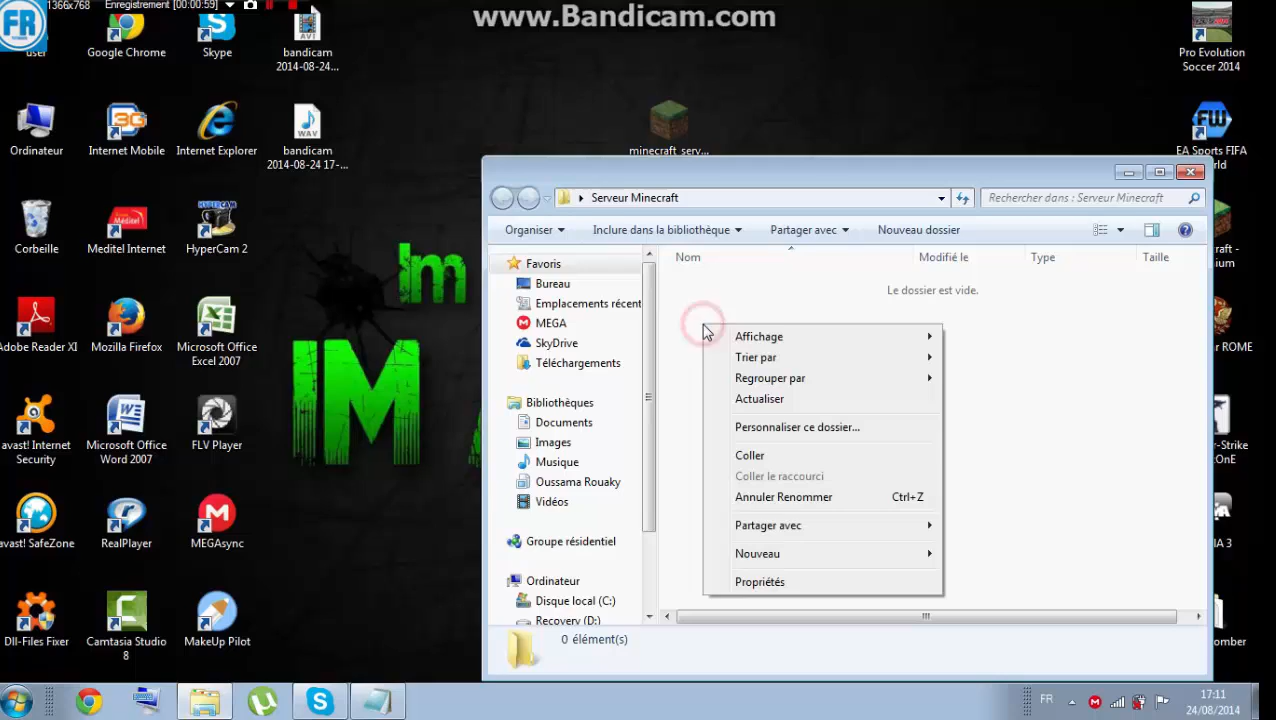 1366x768 Enregistrement [00:00:59]
www.Bandicam.com
FR
user
Google Chrome
Skype
bandicam
2014-08-24...
Pro Evolution
Soccer 2014
Ordinateur
Internet Mobile
Internet Explorer
bandicam
2014-08-24 17-...
minecraft_serv...
EA Sports FIFA
Corbeille
Meditel Internet
HyperCam 2
Adobe Reader XI
Mozilla Firefox
Microsoft Office
Excel 2007
avast! Internet
Security
Microsoft Office
Word 2007
FLV Player
avast! SafeZone
RealPlayer
MEGAsync
Dll-Files Fixer
Camtasia Studio
8
MakeUp Pilot
Im
IM
Serveur Minecraft
Rechercher dans : Serveur Minecraft
Organiser
Inclure dans la bibliothèque
Partager avec
Nouveau dossier
Nom
Modifié le
Type
Taille
Le dossier est vide.
Favoris
Bureau
Emplacements récent
MEGA
SkyDrive
Téléchargements
Bibliothèques
Documents
Images
Musique
Oussama Rouaky
Vidéos
Groupe résidentiel
Ordinateur
Disque local (C:)
Recovery (D:)
Affichage
Trier par
Regrouper par
Actualiser
Personnaliser ce dossier...
Coller
Coller le raccourci
Annuler Renommer Ctrl+Z
Partager avec
Nouveau
Propriétés
0 élément(s)
FR
17:11
24/08/2014